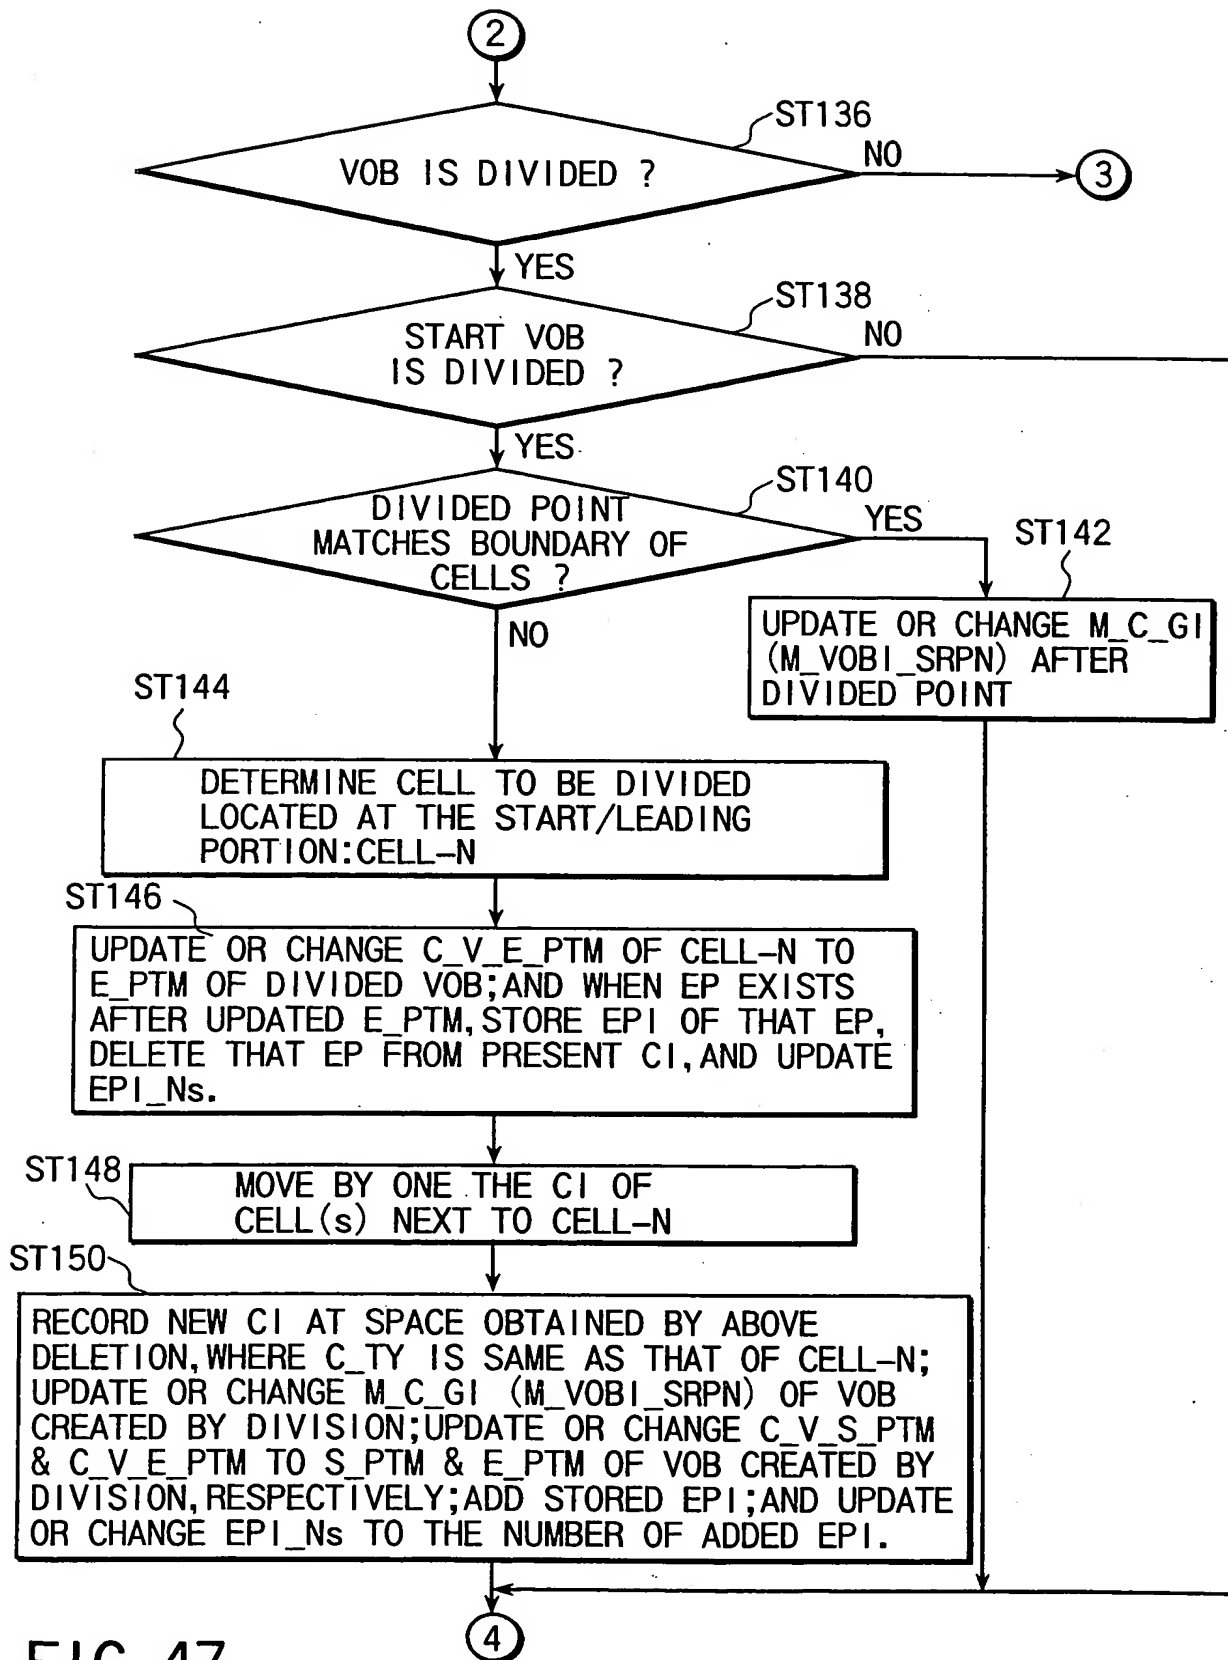 2
ST136
VOB IS DIVIDED ?
NO
3
YES
ST138
START VOB
IS DIVIDED ?
NO
YES
ST140
DIVIDED POINT
MATCHES BOUNDARY OF
CELLS ?
YES
ST142
NO
UPDATE OR CHANGE M_C_GI
(M_VOBI_SRPN) AFTER
DIVIDED POINT
ST144
DETERMINE CELL TO BE DIVIDED
LOCATED AT THE START/LEADING
PORTION:CELL-N
ST146
UPDATE OR CHANGE C_V_E_PTM OF CELL-N TO
E_PTM OF DIVIDED VOB;AND WHEN EP EXISTS
AFTER UPDATED E_PTM,STORE EPI OF THAT EP,
DELETE THAT EP FROM PRESENT CI,AND UPDATE
EPI_Ns.
ST148
MOVE BY ONE THE CI OF
CELL(s) NEXT TO CELL-N
ST150
RECORD NEW CI AT SPACE OBTAINED BY ABOVE
DELETION,WHERE C_TY IS SAME AS THAT OF CELL-N;
UPDATE OR CHANGE M_C_GI (M_VOBI_SRPN) OF VOB
CREATED BY DIVISION;UPDATE OR CHANGE C_V_S_PTM
& C_V_E_PTM TO S_PTM & E_PTM OF VOB CREATED BY
DIVISION,RESPECTIVELY;ADD STORED EPI;AND UPDATE
OR CHANGE EPI_Ns TO THE NUMBER OF ADDED EPI.
4
FIG. 47